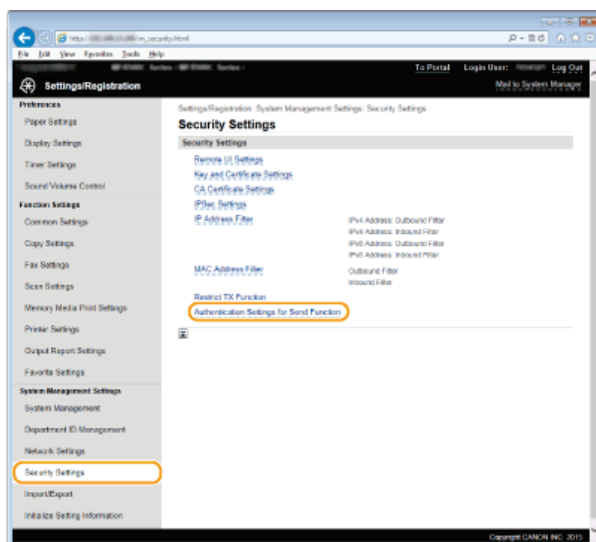 File Edit View Favorites Tools Help
To Portal Login User: Log Out
Settings/Registration
Mail to System Manager
Preferences
Paper Settings
Display Settings
Timer Settings
Sound Volume Control
Function Settings
Common Settings
Copy Settings
Fax Settings
Scan Settings
Memory Media Print Settings
Printer Settings
Output Report Settings
Favorite Settings
System Management Settings
System Management
Department ID Management
Network Settings
Security Settings
Import/Export
Initialize Setting Information
Settings/Registration: System Management Settings: Security Settings
Security Settings
Security Settings
Remote UI Settings
Key and Certificate Settings
CA Certificate Settings
IPSec Settings
IP Address Filter
IPv4 Address: Outbound Filter
IPv4 Address: Inbound Filter
IPv6 Address: Outbound Filter
IPv6 Address: Inbound Filter
MAC Address Filter
Outbound Filter
Inbound Filter
Restrict TX Function
Authentication Settings for Send Function
Copyright CANON INC. 2015